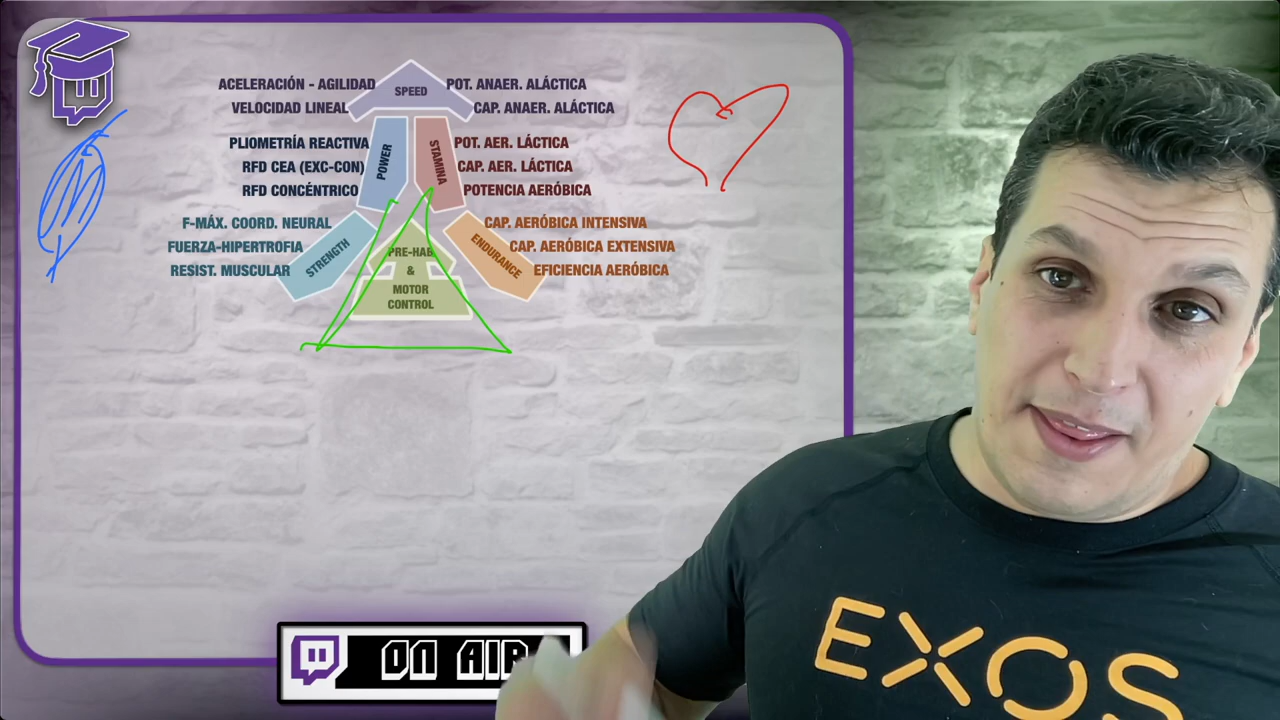 ACELERACIÓN - AGILIDAD
SPEED
POT. ANAER. ALÁCTICA
VELOCIDAD LINEAL
CAP. ANAER. ALÁCTICA
PLIOMETRÍA REACTIVA
POT. AER. LÁCTICA
RFD CEA (EXC-CON)
POWER
STAMINA
CAP. AER. LÁCTICA
RFD CONCÉNTRICO
POTENCIA AERÓBICA
F-MÁX. COORD. NEURAL
CAP. AERÓBICA INTENSIVA
FUERZA-HIPERTROFIA
STRENGTH
PRE-HAB
ENDURANCE
CAP. AERÓBICA EXTENSIVA
RESIST. MUSCULAR
&
EFICIENCIA AERÓBICA
MOTOR
CONTROL
ON AIR
EXOS